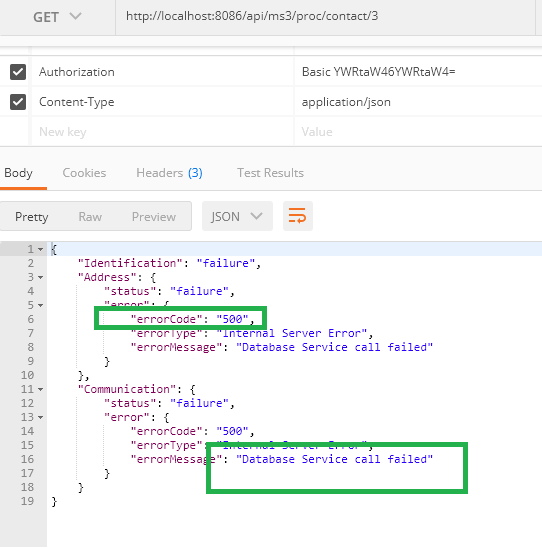 GET http://localhost:8086/api/ms3/proc/contact/3
Authorization Basic YWRtaW46YWRtaW4=
Content-Type application/json
New key Value
Body Cookies Headers (3) Test Results
Pretty Raw Preview JSON
1 {
2 "Identification": "failure",
3 "Address": {
4 "status": "failure",
5 "error": {
6 "errorCode": "500",
7 "errorType": "Internal Server Error",
8 "errorMessage": "Database Service call failed"
9 }
10 },
11 "Communication": {
12 "status": "failure",
13 "error": {
14 "errorCode": "500",
15 "errorType": "Internal Server Error",
16 "errorMessage": "Database Service call failed"
17 }
18 }
19 }